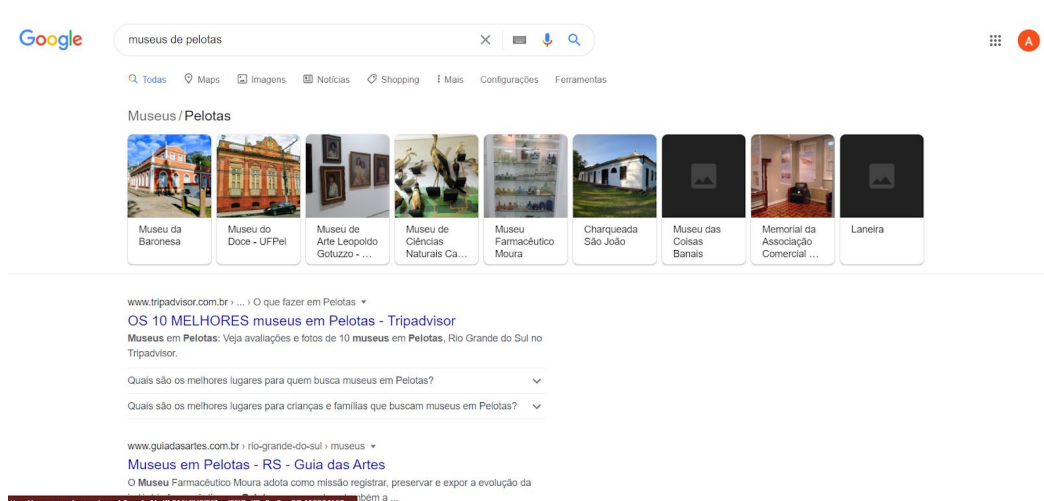 Google
museus de pelotas
A
Todas Maps Imagens Notícias Shopping Mais Configurações Ferramentas
Museus/Pelotas
Museu da
Baronesa
Museu do
Doce - UFPel
Museu de
Arte Leopoldo
Gotuzzo - ...
Museu de
Ciências
Naturais Ca...
Museu
Farmacêutico
Moura
Charqueada
São João
Museu das
Coisas
Banais
Memorial da
Associação
Comercial ...
Laneira
www.tripadvisor.com.br › ... › O que fazer em Pelotas
OS 10 MELHORES museus em Pelotas - Tripadvisor
Museus em Pelotas: Veja avaliações e fotos de 10 museus em Pelotas, Rio Grande do Sul no
Tripadvisor.
Quais são os melhores lugares para quem busca museus em Pelotas?
Quais são os melhores lugares para crianças e famílias que buscam museus em Pelotas?
www.guiadasartes.com.br › rio-grande-do-sul › museus
Museus em Pelotas - RS - Guia das Artes
O Museu Farmacêutico Moura adota como missão registrar, preservar e expor a evolução da